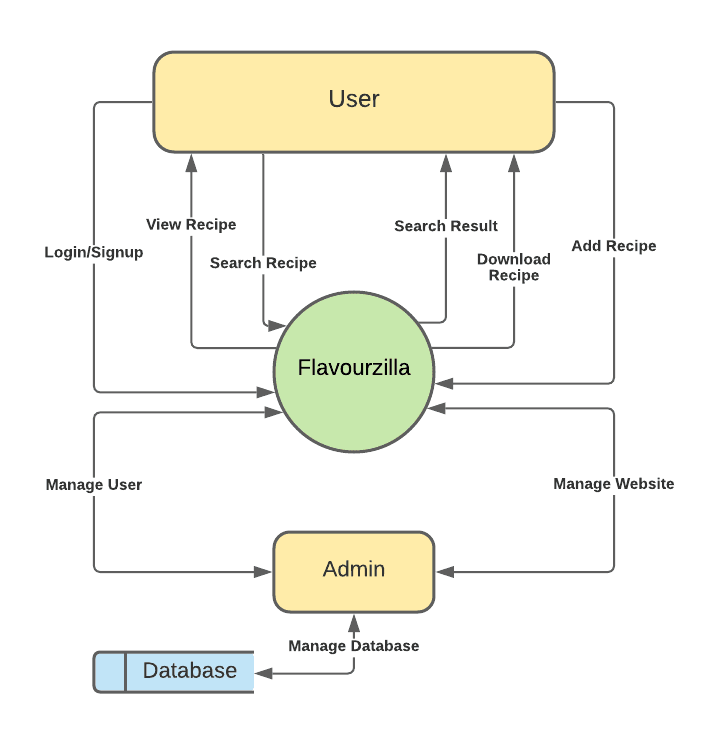 User
View Recipe
Search Result
Add Recipe
Login/Signup
Search Recipe
Download
Recipe
Flavourzilla
Manage User
Manage Website
Admin
Manage Database
Database